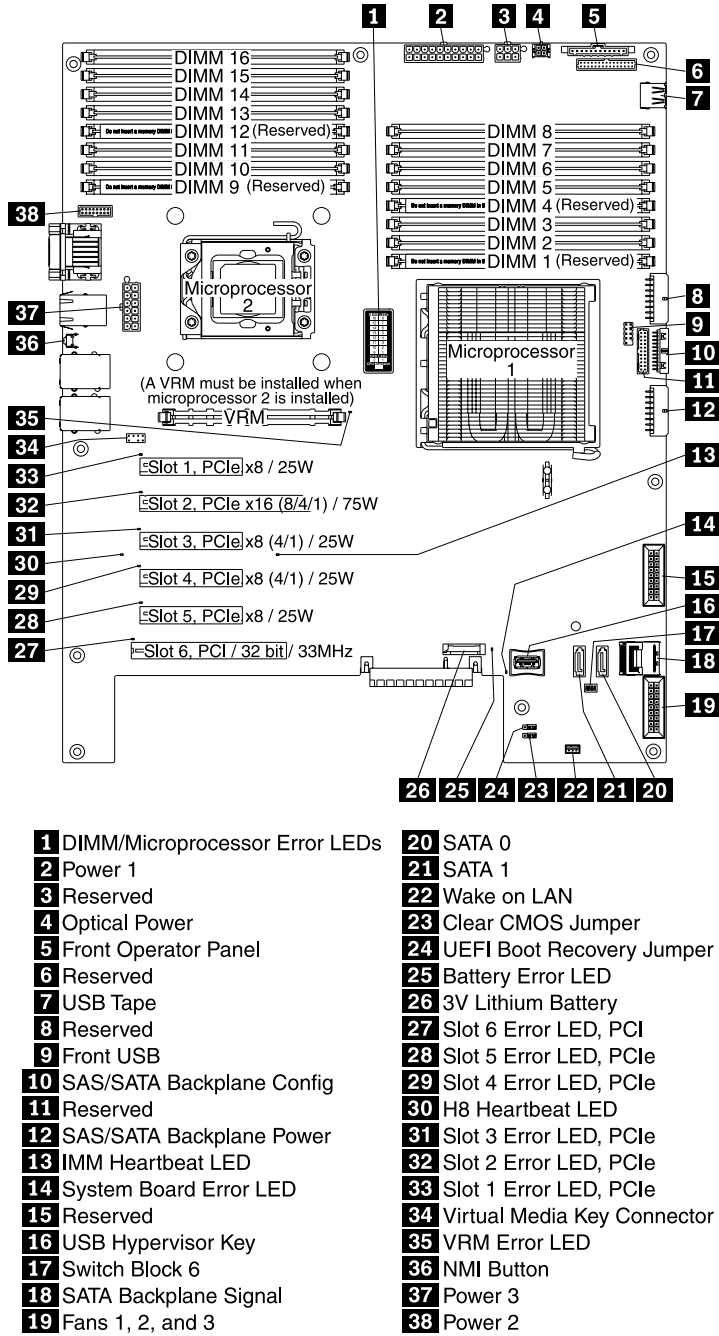 1 2 3 4 5
6
7
DIMM 16
DIMM 15
DIMM 14
DIMM 13
Do not insert a memory DIMM DIMM 12 (Reserved)
DIMM 11
DIMM 10
Do not insert a memory DIMM DIMM 9 (Reserved)
DIMM 8
DIMM 7
DIMM 6
DIMM 5
Do not insert a memory DIMM in DIMM 4 (Reserved)
DIMM 3
DIMM 2
Do not insert a memory DIMM in DIMM 1 (Reserved)
38
37
36
35
34
33
32
31
30
29
28
27
Microprocessor
2
Microprocessor
1
(A VRM must be installed when
microprocessor 2 is installed)
VRM
Slot 1, PCIe x8 / 25W
Slot 2, PCIe x16 (8/4/1) / 75W
Slot 3, PCIe x8 (4/1) / 25W
Slot 4, PCIe x8 (4/1) / 25W
Slot 5, PCIe x8 / 25W
Slot 6, PCI / 32 bit / 33MHz
8
9
10
11
12
13
14
15
16
17
18
19
26 25 24 23 22 21 20
1 DIMM/Microprocessor Error LEDs
2 Power 1
3 Reserved
4 Optical Power
5 Front Operator Panel
6 Reserved
7 USB Tape
8 Reserved
9 Front USB
10 SAS/SATA Backplane Config
11 Reserved
12 SAS/SATA Backplane Power
13 IMM Heartbeat LED
14 System Board Error LED
15 Reserved
16 USB Hypervisor Key
17 Switch Block 6
18 SATA Backplane Signal
19 Fans 1, 2, and 3
20 SATA 0
21 SATA 1
22 Wake on LAN
23 Clear CMOS Jumper
24 UEFI Boot Recovery Jumper
25 Battery Error LED
26 3V Lithium Battery
27 Slot 6 Error LED, PCI
28 Slot 5 Error LED, PCIe
29 Slot 4 Error LED, PCIe
30 H8 Heartbeat LED
31 Slot 3 Error LED, PCIe
32 Slot 2 Error LED, PCIe
33 Slot 1 Error LED, PCIe
34 Virtual Media Key Connector
35 VRM Error LED
36 NMI Button
37 Power 3
38 Power 2